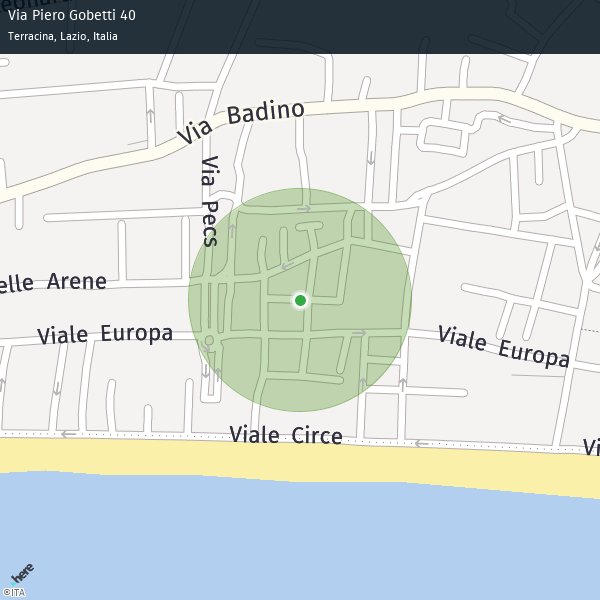 Via Piero Gobetti 40
Terracina, Lazio, Italia
Via Badino
Via Pecs
elle Arene
Viale Europa
Viale Europa
Viale Circe
Vi
here
©ITA